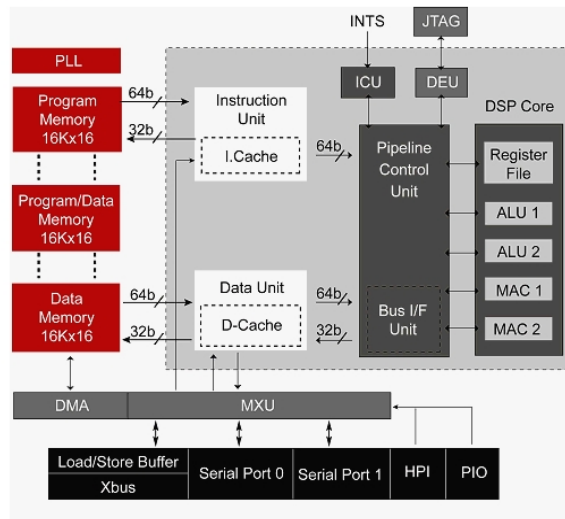 INTS
JTAG
PLL
ICU
DEU
DSP Core
Program
Memory
16Kx16
64b
32b
Instruction
Unit
I.Cache
64b
Pipeline
Control
Unit
Register
File
ALU 1
ALU 2
MAC 1
MAC 2
Program/Data
Memory
16Kx16
Data
Memory
16Kx16
64b
32b
Data Unit
D-Cache
64b
32b
Bus I/F
Unit
DMA
MXU
Load/Store Buffer
Xbus
Serial Port 0
Serial Port 1
HPI
PIO